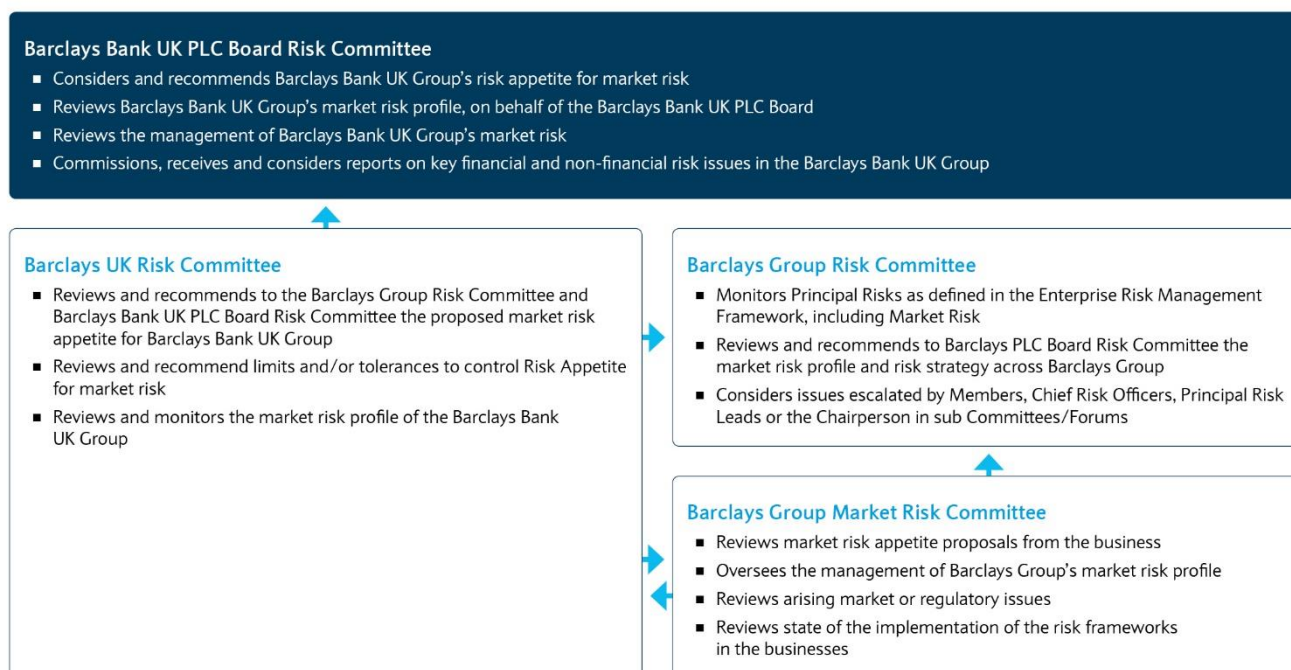 Barclays Bank UK PLC Board Risk Committee
▪ Considers and recommends Barclays Bank UK Group's risk appetite for market risk
▪ Reviews Barclays Bank UK Group's market risk profile, on behalf of the Barclays Bank UK PLC Board
▪ Reviews the management of Barclays Bank UK Group's market risk
▪ Commissions, receives and considers reports on key financial and non-financial risk issues in the Barclays Bank UK Group
Barclays UK Risk Committee
▪ Reviews and recommends to the Barclays Group Risk Committee and
Barclays Bank UK PLC Board Risk Committee the proposed market risk
appetite for Barclays Bank UK Group
▪ Reviews and recommend limits and/or tolerances to control Risk Appetite
for market risk
▪ Reviews and monitors the market risk profile of the Barclays Bank
UK Group
Barclays Group Risk Committee
▪ Monitors Principal Risks as defined in the Enterprise Risk Management
Framework, including Market Risk
▪ Reviews and recommends to Barclays PLC Board Risk Committee the
market risk profile and risk strategy across Barclays Group
▪ Considers issues escalated by Members, Chief Risk Officers, Principal Risk
Leads or the Chairperson in sub Committees/Forums
Barclays Group Market Risk Committee
▪ Reviews market risk appetite proposals from the business
▪ Oversees the management of Barclays Group's market risk profile
▪ Reviews arising market or regulatory issues
▪ Reviews state of the implementation of the risk frameworks
in the businesses